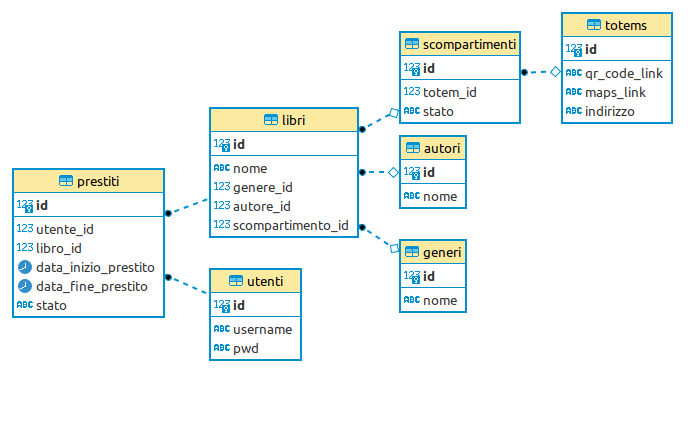 totems
123 id
ABC qr_code_link
ABC maps_link
ABC indirizzo
scompartimenti
123 id
123 totem_id
ABC stato
libri
123 id
ABC nome
123 genere_id
123 autore_id
123 scompartimento_id
autori
123 id
ABC nome
prestiti
123 id
123 utente_id
123 libro_id
data_inizio_prestito
data_fine_prestito
ABC stato
generi
123 id
ABC nome
utenti
123 id
ABC username
ABC pwd